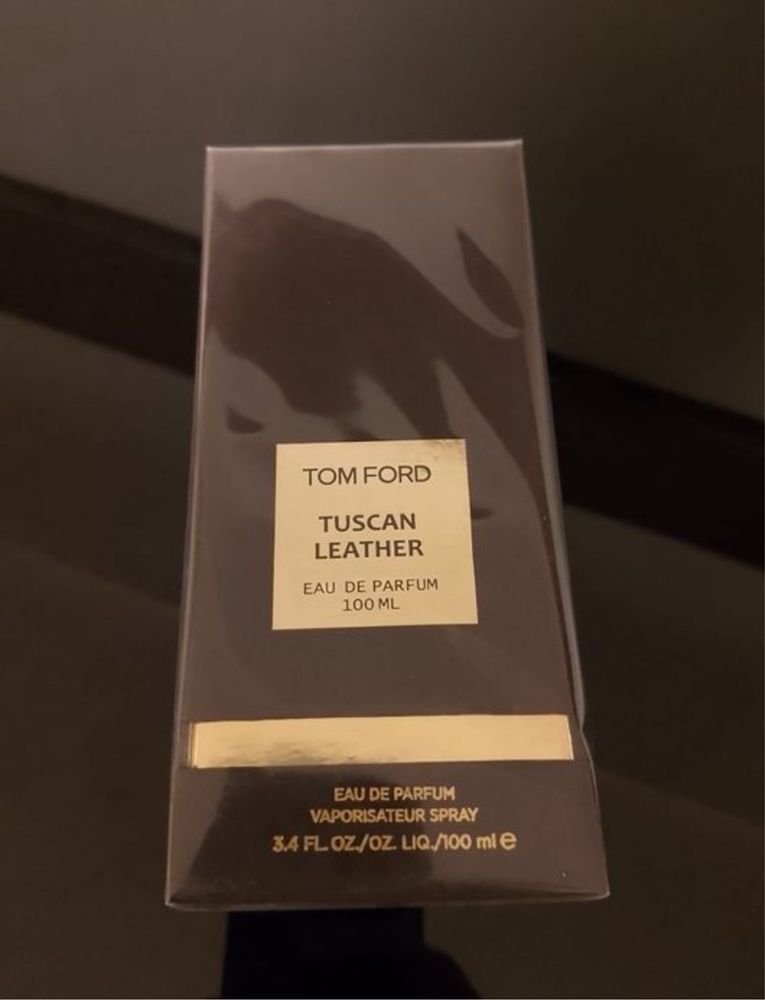 TOM FORD
TUSCAN
LEATHER
EAU DE PARFUM
100 ML
EAU DE PARFUM
VAPORISATEUR SPRAY
3.4 FL. OZ./OZ. LIQ./100 ml e